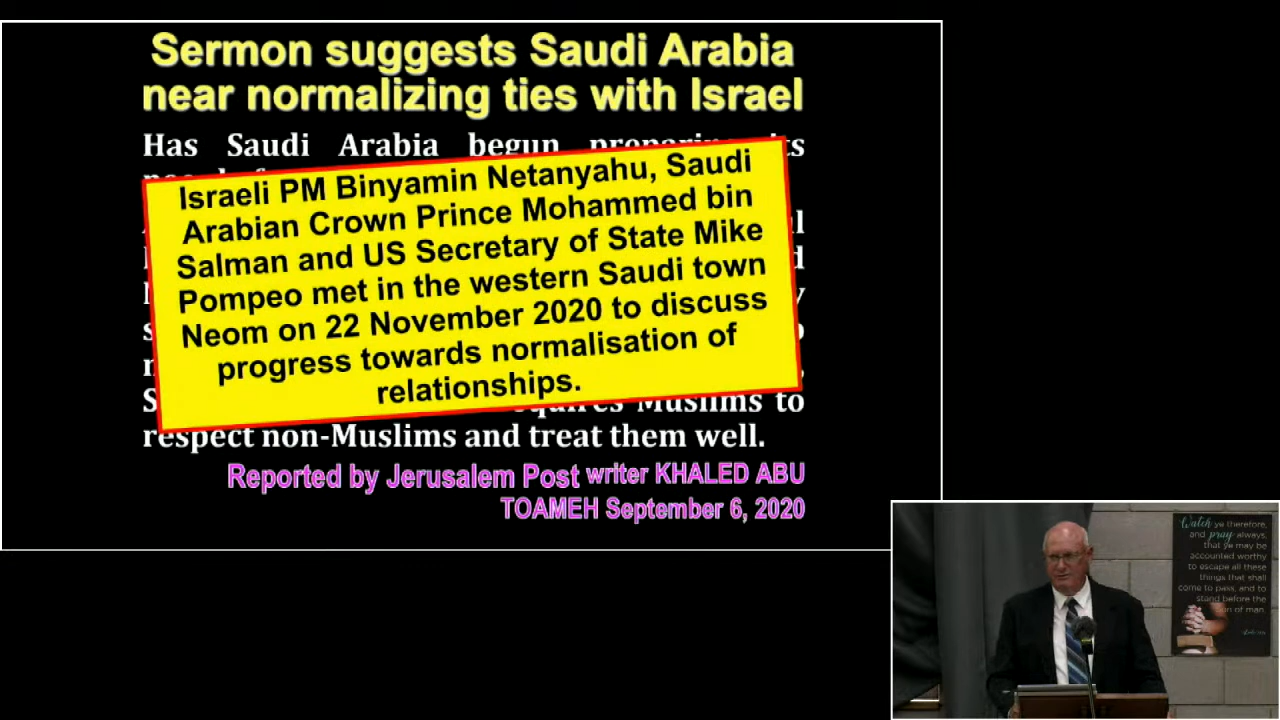 Sermon suggests Saudi Arabia
near normalizing ties with Israel
Has Saudi Arabia begun preparing its
Israeli PM Binyamin Netanyahu, Saudi
Arabian Crown Prince Mohammed bin
Salman and US Secretary of State Mike
Pompeo met in the western Saudi town
Neom on 22 November 2020 to discuss
progress towards normalisation of
relationships.
requires Muslims to
respect non-Muslims and treat them well.
Reported by Jerusalem Post writer KHALED ABU
TOAMEH September 6, 2020
Watch ye therefore,
and pray always,
that ye may be
accounted worthy
to escape all these
things that shall
come to pass, and to
stand before the
Son of man.